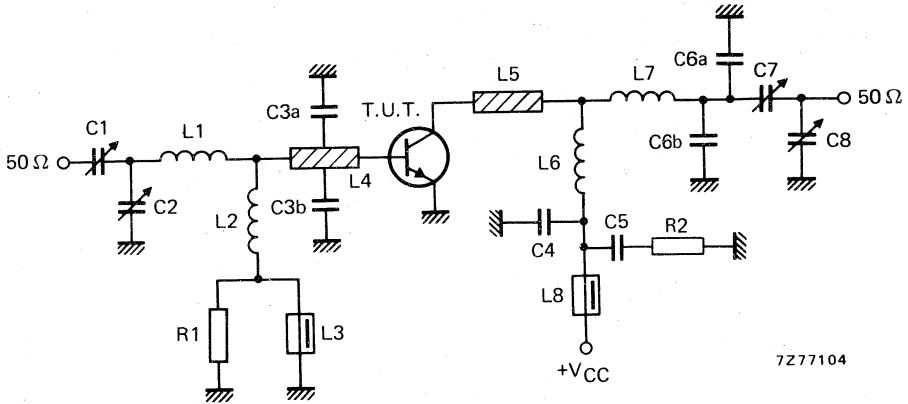 C6a
C7
L5
L7
50 Ω
C3a
T.U.T.
C1
L1
C6b
C8
50 Ω
L4
L6
C2
L2
C3b
C4
C5
R2
L8
R1
L3
+VCC
7Z77104